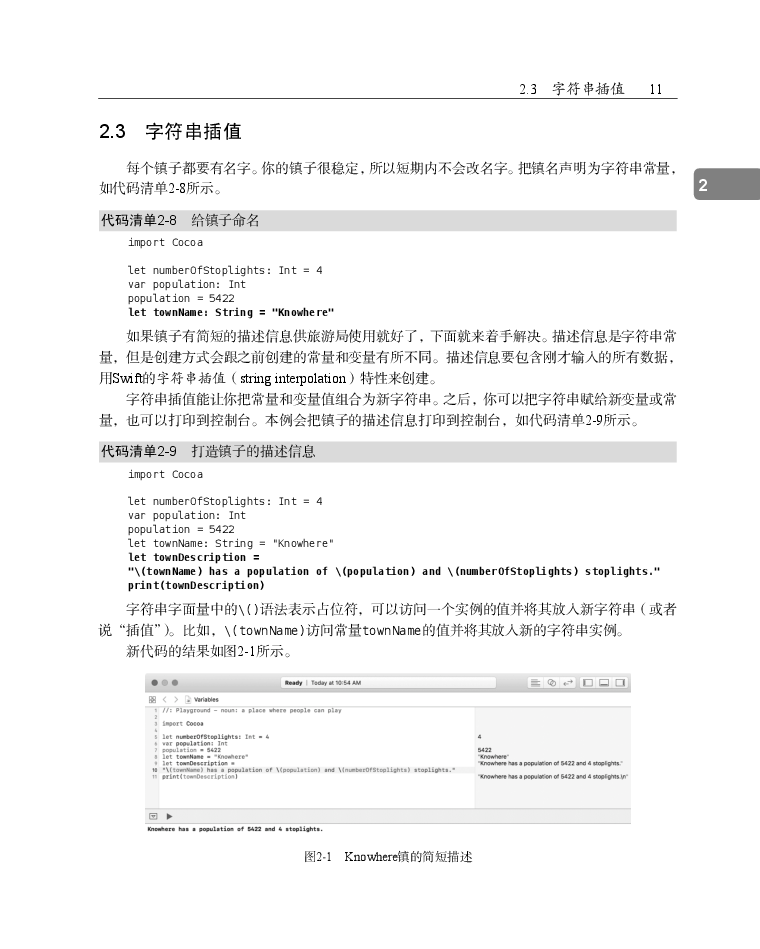 2.3 字符串插值 11
2.3 字符串插值
每个镇子都要有名字。你的镇子很稳定，所以短期内不会改名字。把镇名声明为字符串常量，
如代码清单2-8所示。
2
代码清单2-8 给镇子命名
import Cocoa
let numberOfStoplights: Int = 4
var population: Int
population = 5422
let townName: String = "Knowhere"
如果镇子有简短的描述信息供旅游局使用就好了，下面就来着手解决。描述信息是字符串常
量，但是创建方式会跟之前创建的常量和变量有所不同。描述信息要包含刚才输入的所有数据，
用Swift的字符串插值（string interpolation）特性来创建。
字符串插值能让你把常量和变量值组合为新字符串。之后，你可以把字符串赋给新变量或常
量，也可以打印到控制台。本例会把镇子的描述信息打印到控制台，如代码清单2-9所示。
代码清单2-9 打造镇子的描述信息
import Cocoa
let numberOfStoplights: Int = 4
var population: Int
population = 5422
let townName: String = "Knowhere"
let townDescription =
"\(townName) has a population of \(population) and \(numberOfStoplights) stoplights."
print(townDescription)
字符串字面量中的\()语法表示占位符，可以访问一个实例的值并将其放入新字符串（或者
说“插值”）。比如，\(townName)访问常量townName的值并将其放入新的字符串实例。
新代码的结果如图2-1所示。
Ready | Today at 10:54 AM
Variables
1 //: Playground - noun: a place where people can play
2
3 import Cocoa
4
5 let numberOfStoplights: Int = 4 4
6 var population: Int
7 population = 5422 5422
8 let townName = "Knowhere" "Knowhere"
9 let townDescription = "Knowhere has a population of 5422 and 4 stoplights."
10 "\(townName) has a population of \(population) and \(numberOfStoplights) stoplights."
11 print(townDescription) "Knowhere has a population of 5422 and 4 stoplights.\n"
Knowhere has a population of 5422 and 4 stoplights.
图2-1 Knowhere镇的简短描述